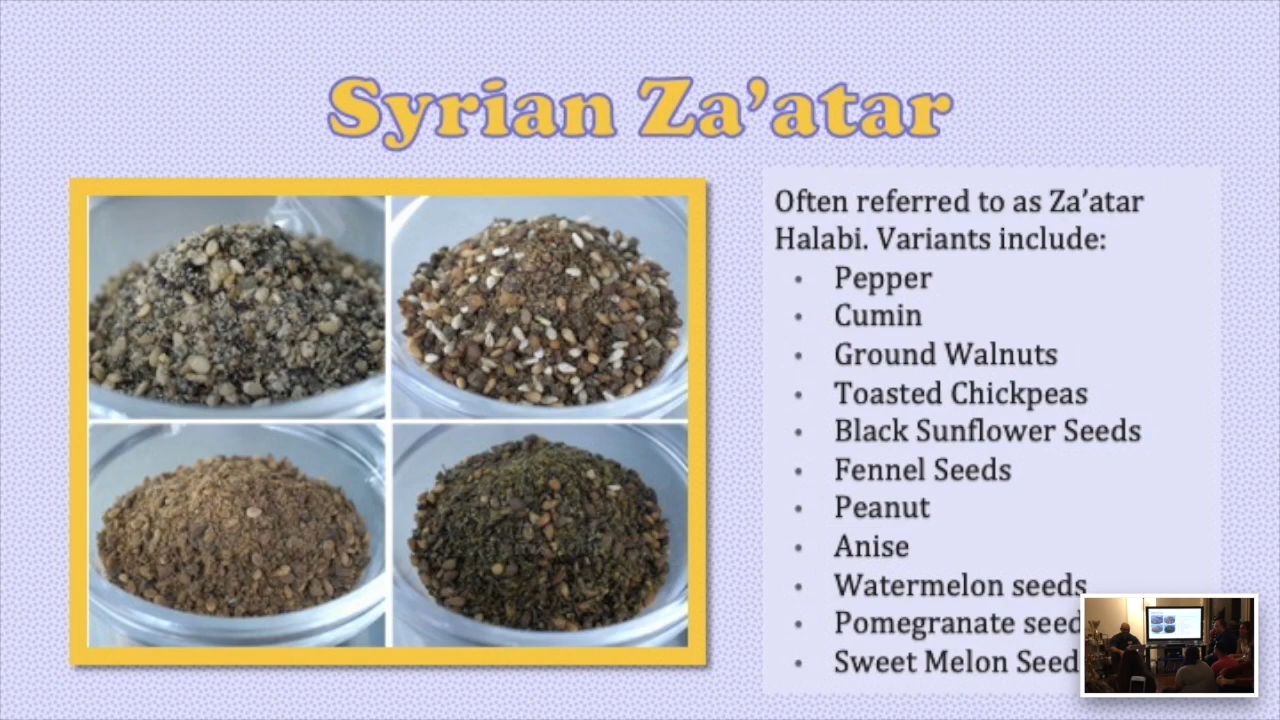 Syrian Za’atar
Often referred to as Za’atar
Halabi. Variants include:
• Pepper
• Cumin
• Ground Walnuts
• Toasted Chickpeas
• Black Sunflower Seeds
• Fennel Seeds
• Peanut
• Anise
• Watermelon seeds
• Pomegranate seed
• Sweet Melon Seed